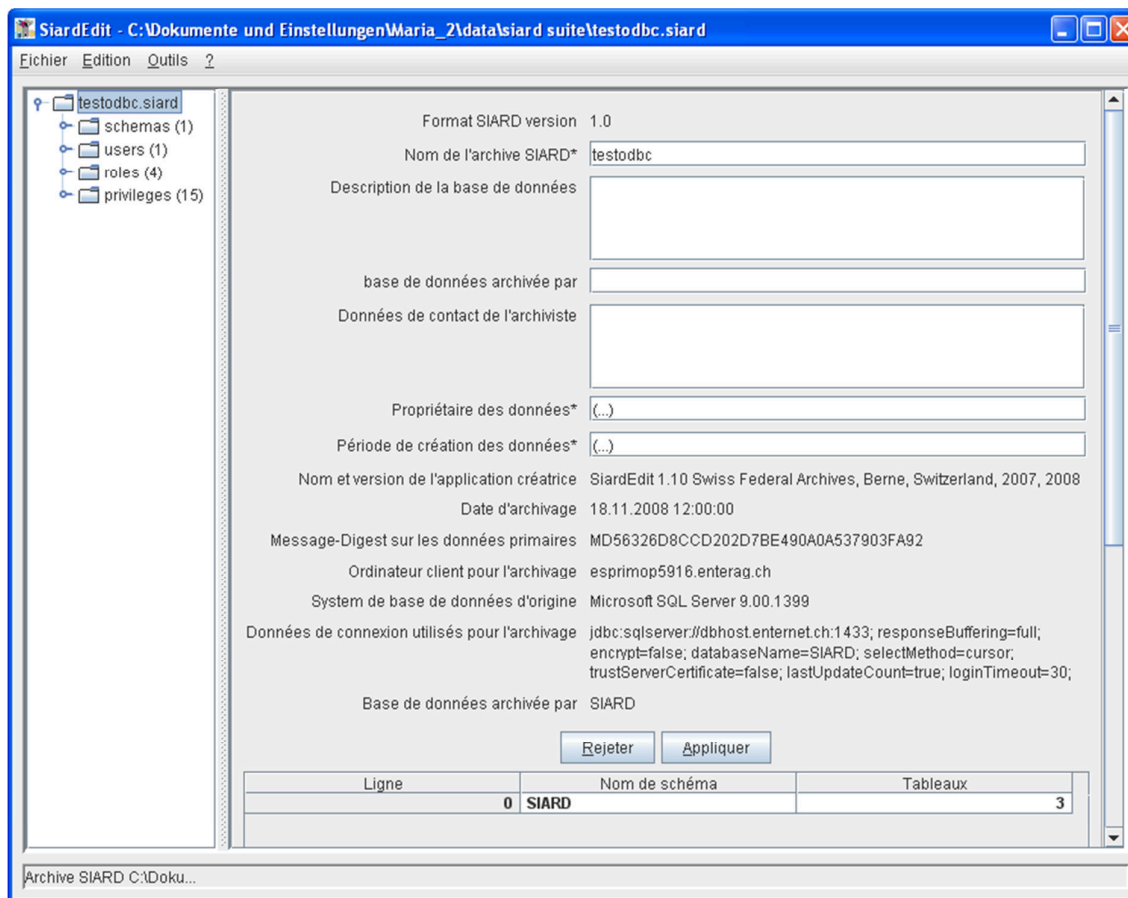 SiardEdit - C:\Dokumente und Einstellungen\Maria_2\data\siard suite\testodbc.siard
Fichier Edition Outils ?
testodbc.siard
schemas (1)
users (1)
roles (4)
privileges (15)
Format SIARD version 1.0
Nom de l'archive SIARD* testodbc
Description de la base de données
base de données archivée par
Données de contact de l'archiviste
Propriétaire des données* (...)
Période de création des données* (...)
Nom et version de l'application créatrice SiardEdit 1.10 Swiss Federal Archives, Berne, Switzerland, 2007, 2008
Date d'archivage 18.11.2008 12:00:00
Message-Digest sur les données primaires MD56326D8CCD202D7BE490A0A537903FA92
Ordinateur client pour l'archivage esprimop5916.enterag.ch
System de base de données d'origine Microsoft SQL Server 9.00.1399
Données de connexion utilisés pour l'archivage jdbc:sqlserver://dbhost.enternet.ch:1433; responseBuffering=full;
encrypt=false; databaseName=SIARD; selectMethod=cursor;
trustServerCertificate=false; lastUpdateCount=true; loginTimeout=30;
Base de données archivée par SIARD
Rejeter Appliquer
Ligne Nom de schéma Tableaux
0 SIARD 3
Archive SIARD C:\Doku...